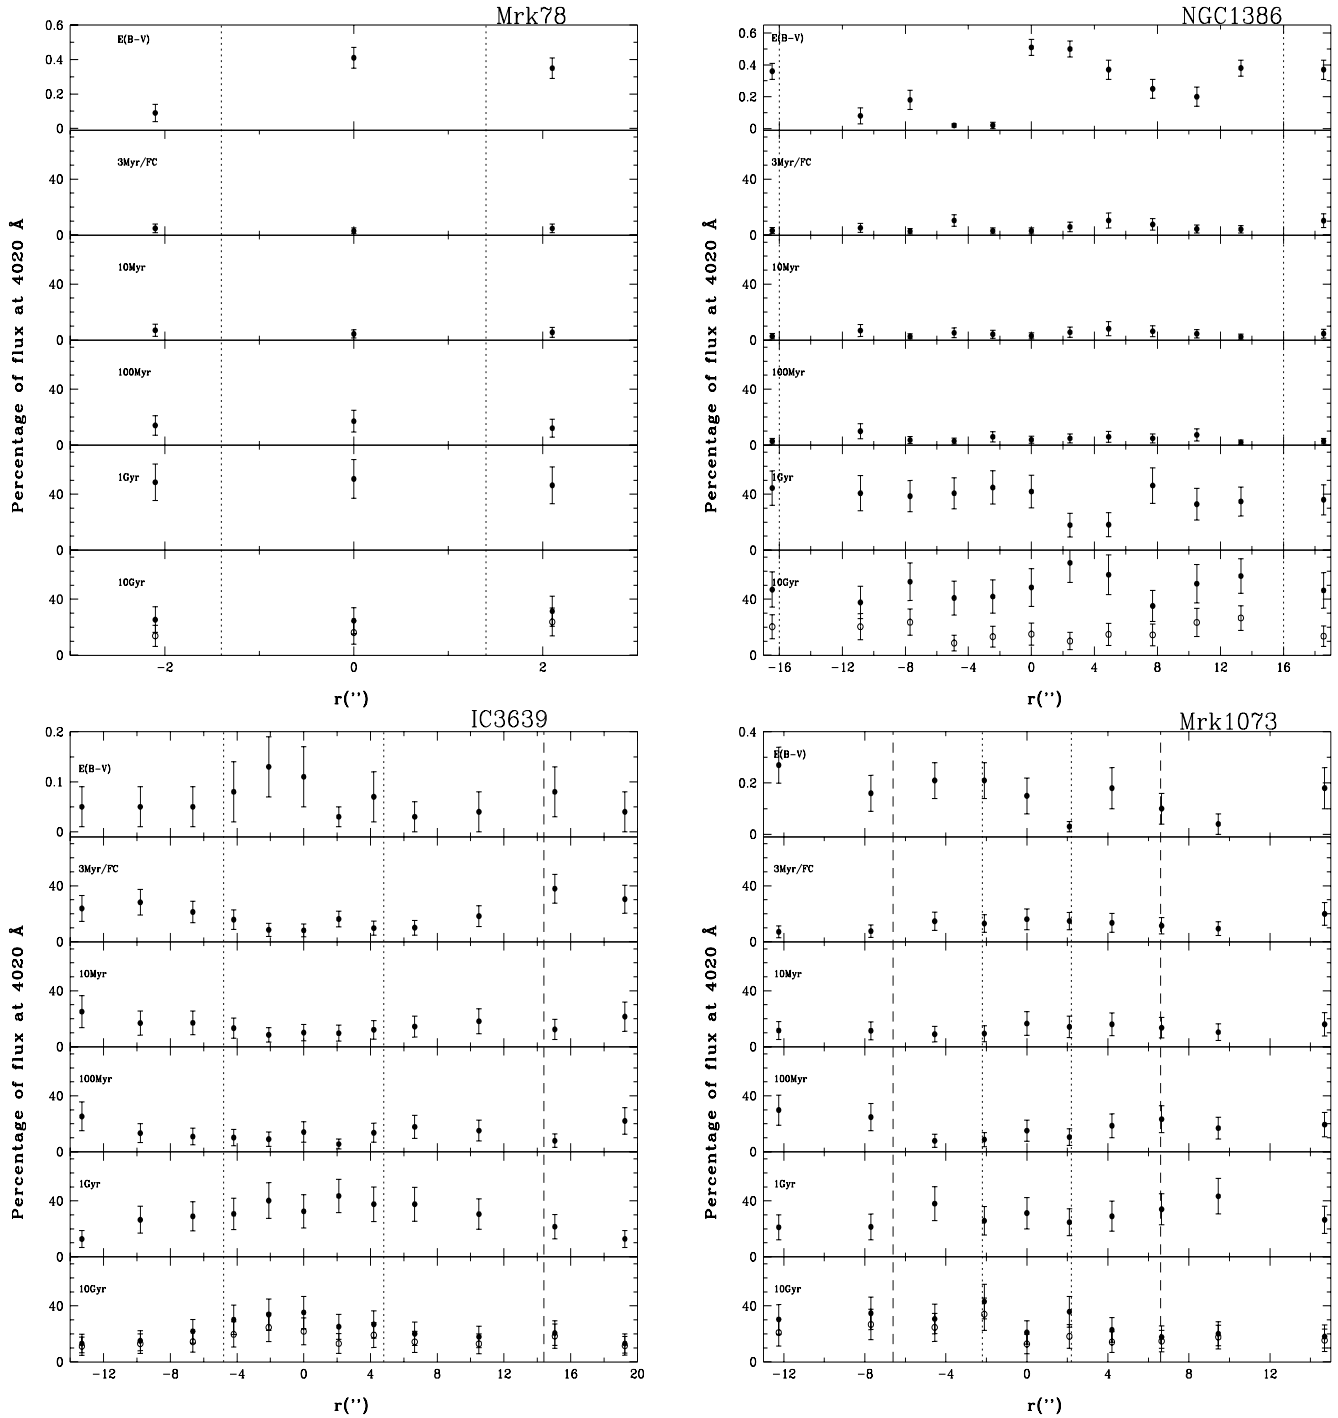 Mrk78
0.6
0.4
0.2
0
E(B-V)
3Myr/FC
40
0
10Myr
40
0
100Myr
40
0
1Gyr
40
0
10Gyr
40
0
-2 0 2
r('')
Percentage of flux at 4020 Å
NGC1386
0.6
0.4
0.2
0
E(B-V)
3Myr/FC
40
0
10Myr
40
0
100Myr
40
0
1Gyr
40
0
10Gyr
40
0
-16 -12 -8 -4 0 4 8 12 16
r('')
Percentage of flux at 4020 Å
IC3639
0.2
0.1
0
E(B-V)
3Myr/FC
40
0
10Myr
40
0
100Myr
40
0
1Gyr
40
0
10Gyr
40
0
-12 -8 -4 0 4 8 12 16 20
r('')
Percentage of flux at 4020 Å
Mrk1073
0.4
0.2
0
E(B-V)
3Myr/FC
40
0
10Myr
40
0
100Myr
40
0
1Gyr
40
0
10Gyr
40
0
-12 -8 -4 0 4 8 12
r('')
Percentage of flux at 4020 Å